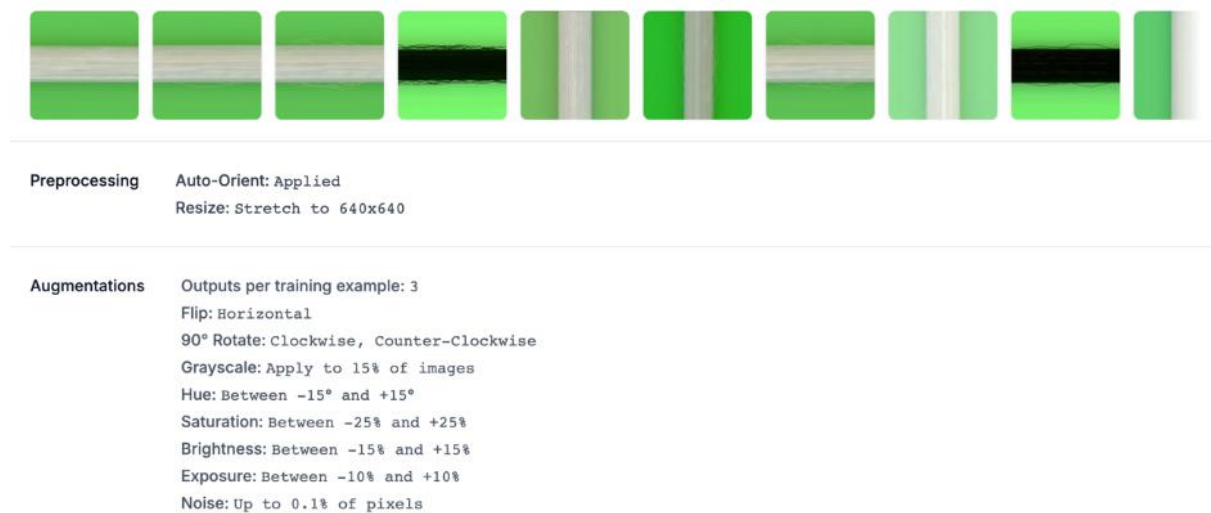 Preprocessing Auto-Orient: Applied
Resize: Stretch to 640x640
Augmentations Outputs per training example: 3
Flip: Horizontal
90° Rotate: Clockwise, Counter-Clockwise
Grayscale: Apply to 15% of images
Hue: Between -15° and +15°
Saturation: Between -25% and +25%
Brightness: Between -15% and +15%
Exposure: Between -10% and +10%
Noise: Up to 0.1% of pixels